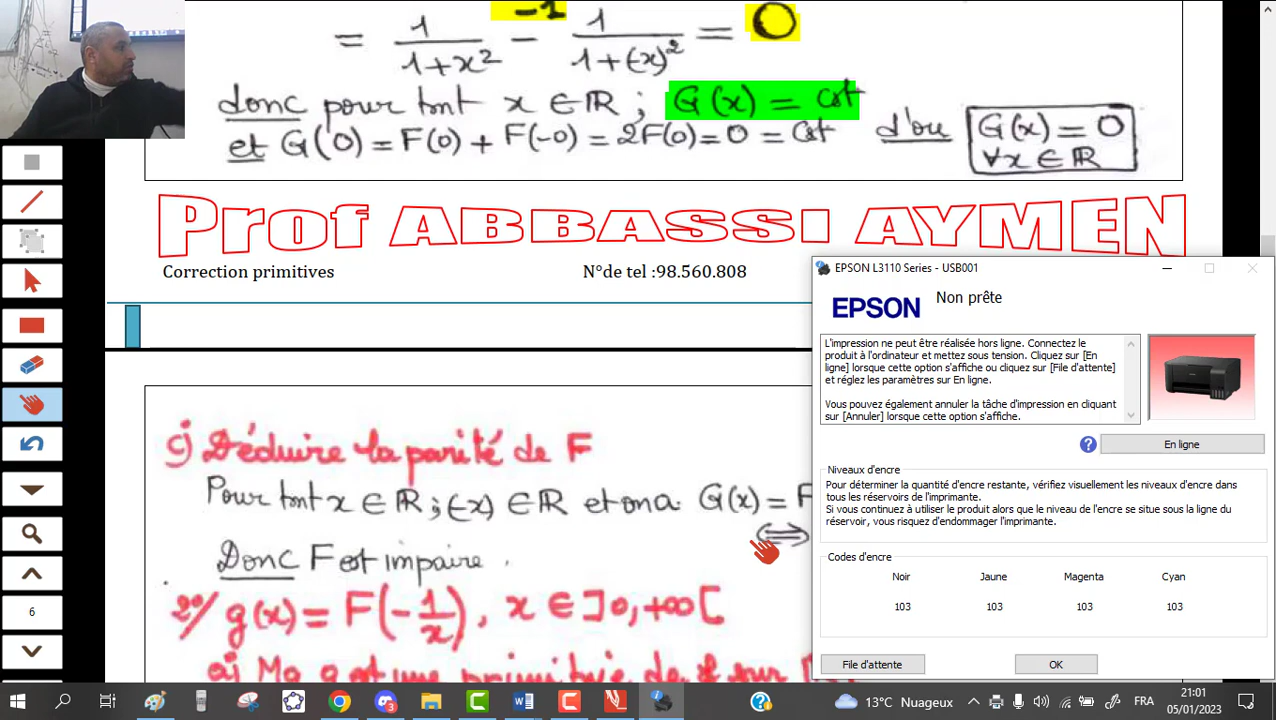 -1
= 1/(1+x²) - 1/(1+(-x)²) = 0
donc pour tout x ∈ ℝ ; G(x) = cst
et G(0) = F(0) + F(-0) = 2F(0) = 0 = cst d'où G(x) = 0
∀x ∈ ℝ
Prof ABBASSI AYMEN
Correction primitives N°de tel :98.560.808
c) Déduire la parité de F
Pour tout x ∈ ℝ ; (-x) ∈ ℝ et on a. G(x) = F
⟺
Donc F est impaire.
2°/ g(x) = F(-1/x), x ∈ ]0, +∞[
a) Mq g est une primitive de f sur
EPSON L3110 Series - USB001
EPSON
Non prête
L'impression ne peut être réalisée hors ligne. Connectez le
produit à l'ordinateur et mettez sous tension. Cliquez sur [En
ligne] lorsque cette option s'affiche ou cliquez sur [File d'attente]
et réglez les paramètres sur En ligne.
Vous pouvez également annuler la tâche d'impression en cliquant
sur [Annuler] lorsque cette option s'affiche.
? En ligne
Niveaux d'encre
Pour déterminer la quantité d'encre restante, vérifiez visuellement les niveaux d'encre dans
tous les réservoirs de l'imprimante.
Si vous continuez à utiliser le produit alors que le niveau de l'encre se situe sous la ligne du
réservoir, vous risquez d'endommager l'imprimante.
Codes d'encre
Noir Jaune Magenta Cyan
103 103 103 103
File d'attente OK
6
13°C Nuageux FRA 21:01
05/01/2023